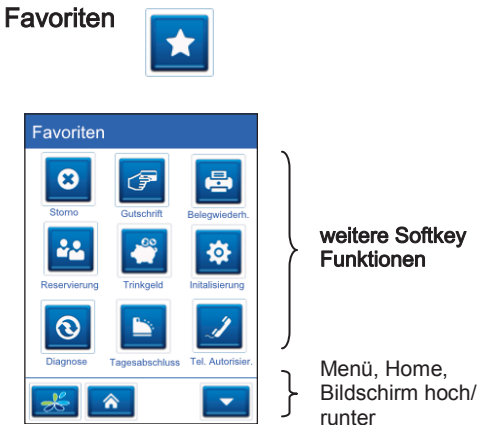 Favoriten
Favoriten
Storno Gutschrift Belegwiederh.
Reservierung Trinkgeld Initalisierung
Diagnose Tagesabschluss Tel. Autorisier.
weitere Softkey
Funktionen
Menü, Home,
Bildschirm hoch/
runter